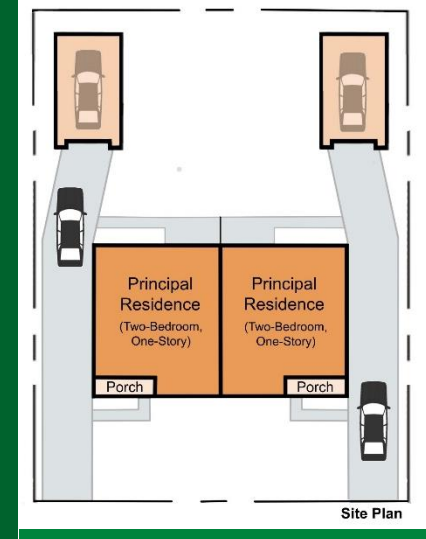 Principal
Residence
(Two-Bedroom,
One-Story)
Porch
Principal
Residence
(Two-Bedroom,
One-Story)
Porch
Site Plan